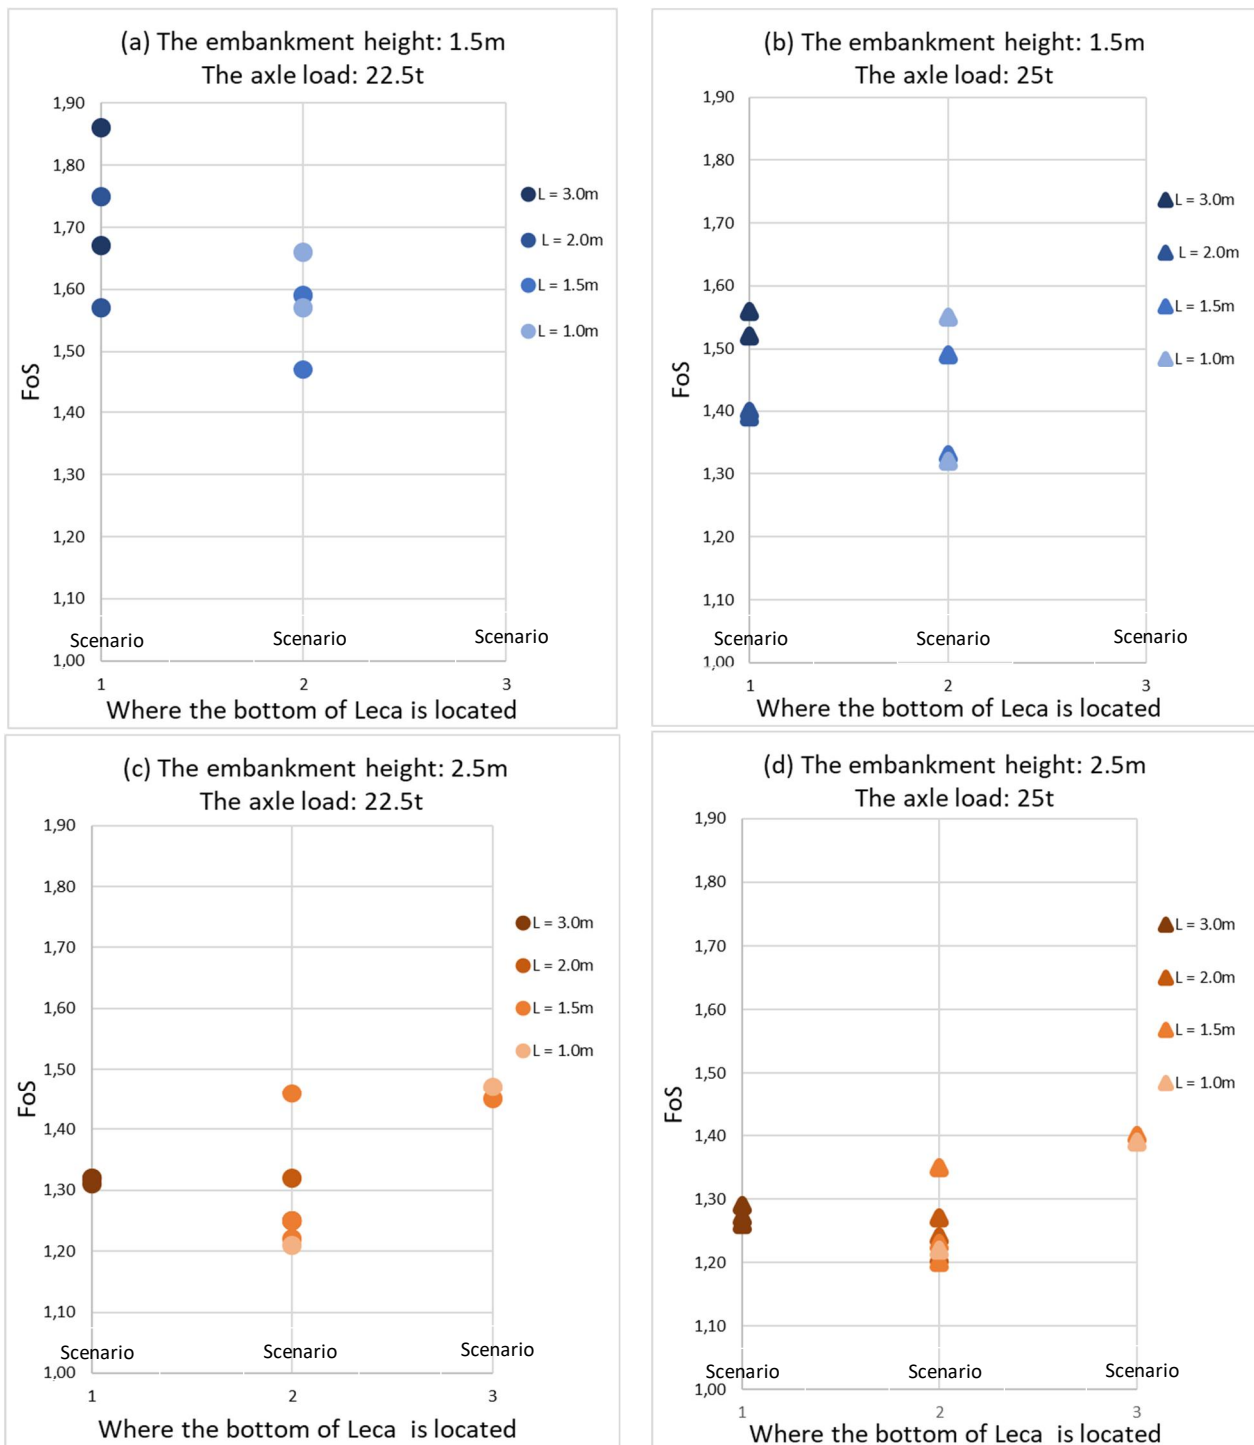 (a) The embankment height: 1.5m
The axle load: 22.5t
1,90
1,80
1,70
1,60
1,50
1,40
1,30
1,20
1,10
1,00
FoS
L = 3.0m
L = 2.0m
L = 1.5m
L = 1.0m
Scenario Scenario Scenario
1 2 3
Where the bottom of Leca is located
(b) The embankment height: 1.5m
The axle load: 25t
1,90
1,80
1,70
1,60
1,50
1,40
1,30
1,20
1,10
1,00
FoS
L = 3.0m
L = 2.0m
L = 1.5m
L = 1.0m
Scenario Scenario Scenario
1 2 3
Where the bottom of Leca is located
(c) The embankment height: 2.5m
The axle load: 22.5t
1,90
1,80
1,70
1,60
1,50
1,40
1,30
1,20
1,10
1,00
FoS
L = 3.0m
L = 2.0m
L = 1.5m
L = 1.0m
Scenario Scenario Scenario
1 2 3
Where the bottom of Leca is located
(d) The embankment height: 2.5m
The axle load: 25t
1,90
1,80
1,70
1,60
1,50
1,40
1,30
1,20
1,10
1,00
FoS
L = 3.0m
L = 2.0m
L = 1.5m
L = 1.0m
Scenario Scenario Scenario
1 2 3
Where the bottom of Leca is located